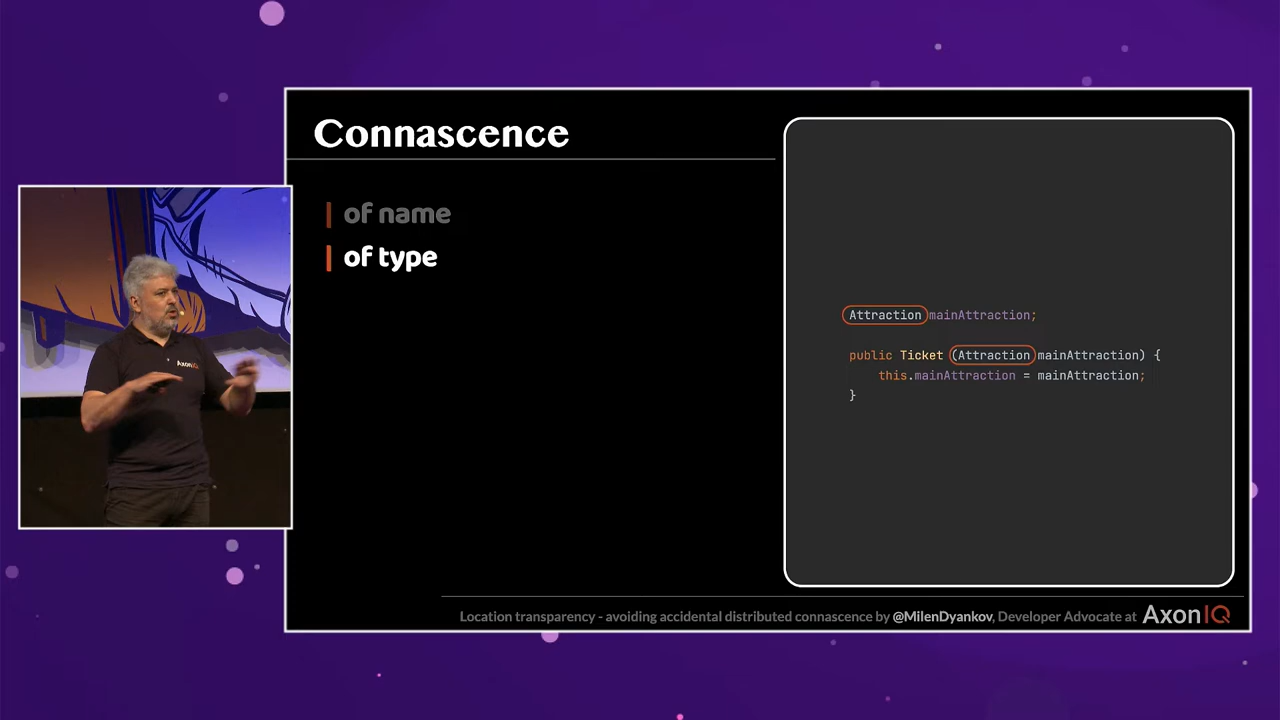 Connascence
of name
of type
Attraction mainAttraction;
public Ticket (Attraction mainAttraction) {
this.mainAttraction = mainAttraction;
}
AxonIQ
Location transparency - avoiding accidental distributed connascence by @MilenDyankov, Developer Advocate at AxonIQ